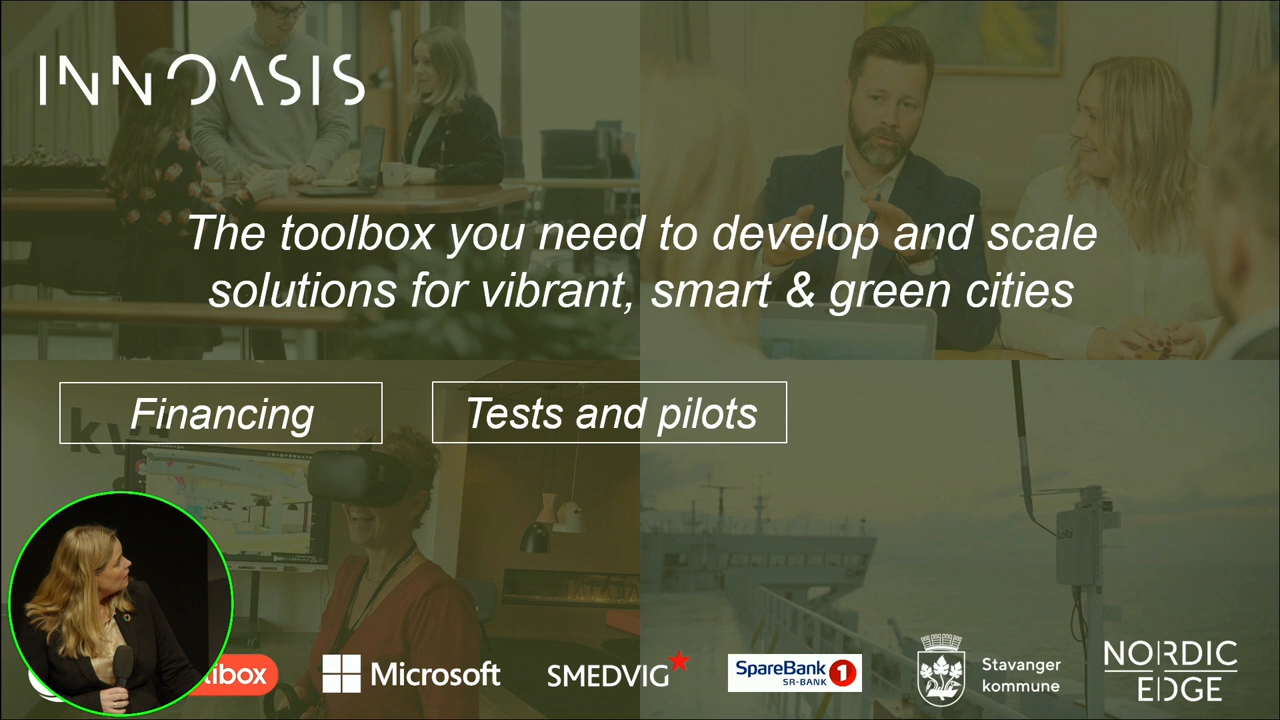 INNOASIS
The toolbox you need to develop and scale
solutions for vibrant, smart & green cities
Financing
Tests and pilots
Microsoft
SMEDVIG
SpareBank 1
SR-BANK
Stavanger
kommune
NORDIC
EDGE